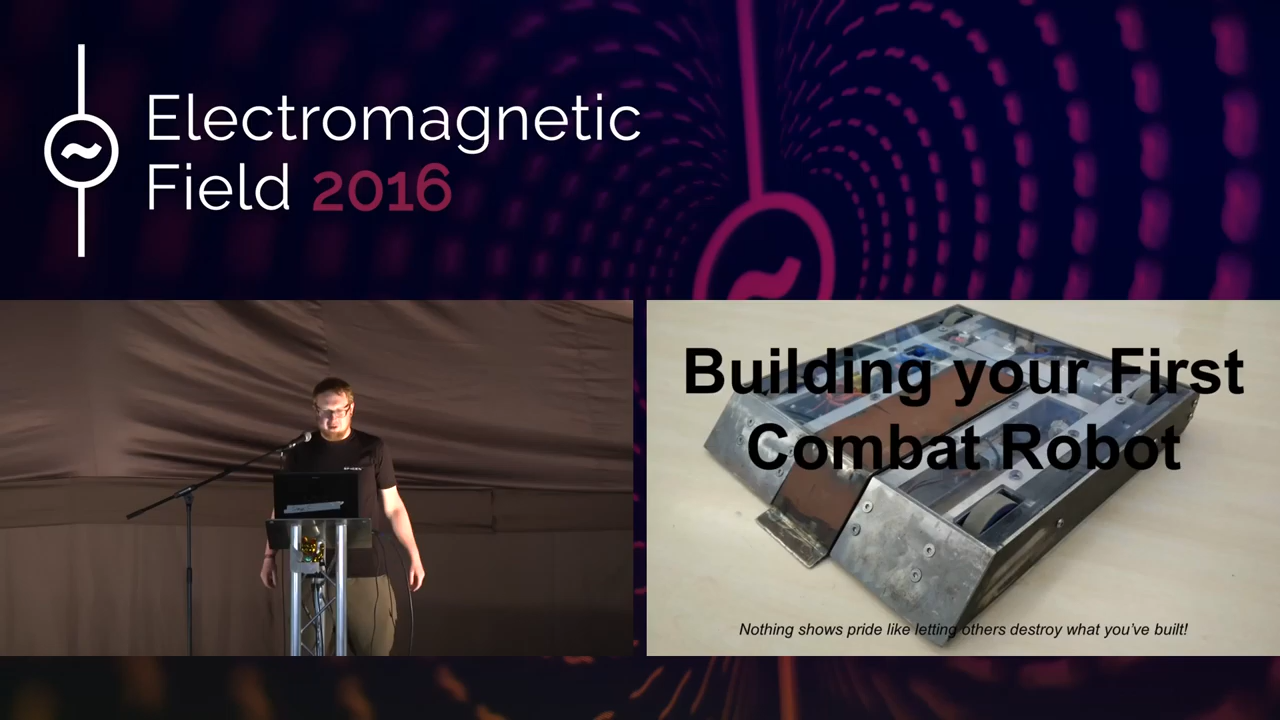 Electromagnetic
Field 2016
Building your First
Combat Robot
Nothing shows pride like letting others destroy what you've built!